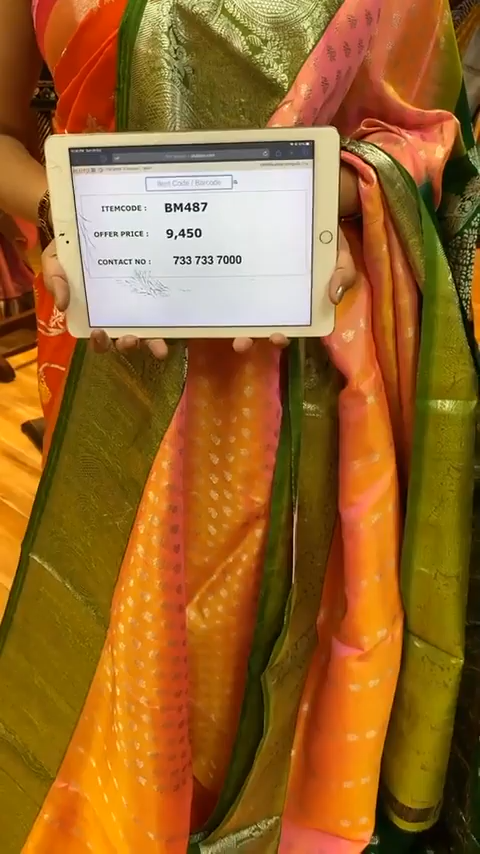 Item Code / Barcode
ITEMCODE : BM487
OFFER PRICE : 9,450
CONTACT NO : 733 733 7000